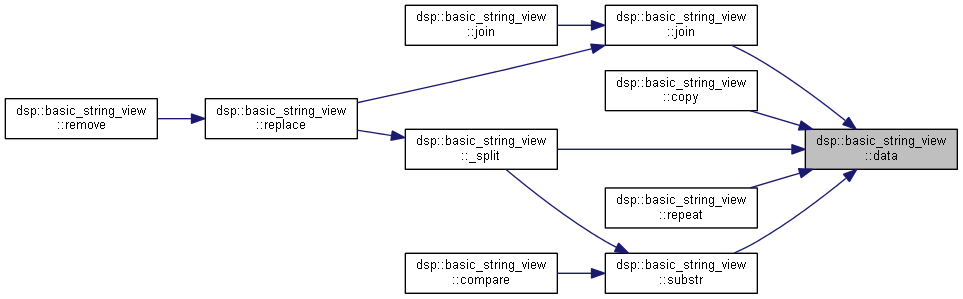 dsp::basic_string_view
::join
dsp::basic_string_view
::join
dsp::basic_string_view
::copy
dsp::basic_string_view
::remove
dsp::basic_string_view
::replace
dsp::basic_string_view
::_split
dsp::basic_string_view
::data
dsp::basic_string_view
::repeat
dsp::basic_string_view
::compare
dsp::basic_string_view
::substr